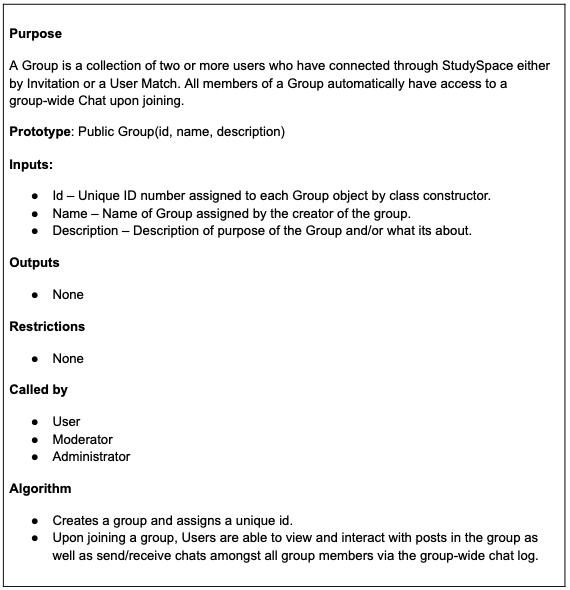 Purpose
A Group is a collection of two or more users who have connected through StudySpace either
by Invitation or a User Match. All members of a Group automatically have access to a
group-wide Chat upon joining.
Prototype: Public Group(id, name, description)
Inputs:
● Id – Unique ID number assigned to each Group object by class constructor.
● Name – Name of Group assigned by the creator of the group.
● Description – Description of purpose of the Group and/or what its about.
Outputs
● None
Restrictions
● None
Called by
● User
● Moderator
● Administrator
Algorithm
● Creates a group and assigns a unique id.
● Upon joining a group, Users are able to view and interact with posts in the group as
well as send/receive chats amongst all group members via the group-wide chat log.